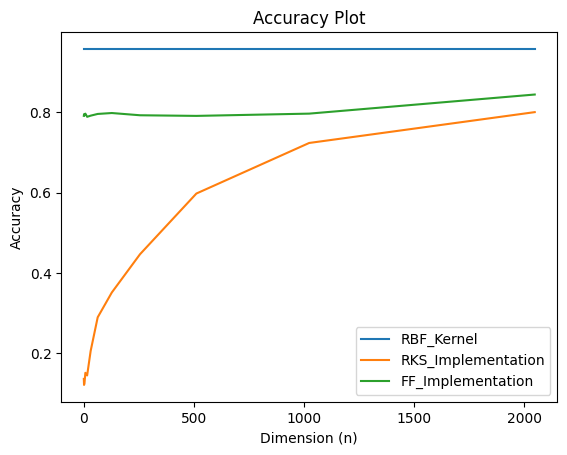 Accuracy Plot
Accuracy
0.8
0.6
0.4
0.2
0
500
1000
1500
2000
Dimension (n)
RBF_Kernel
RKS_Implementation
FF_Implementation